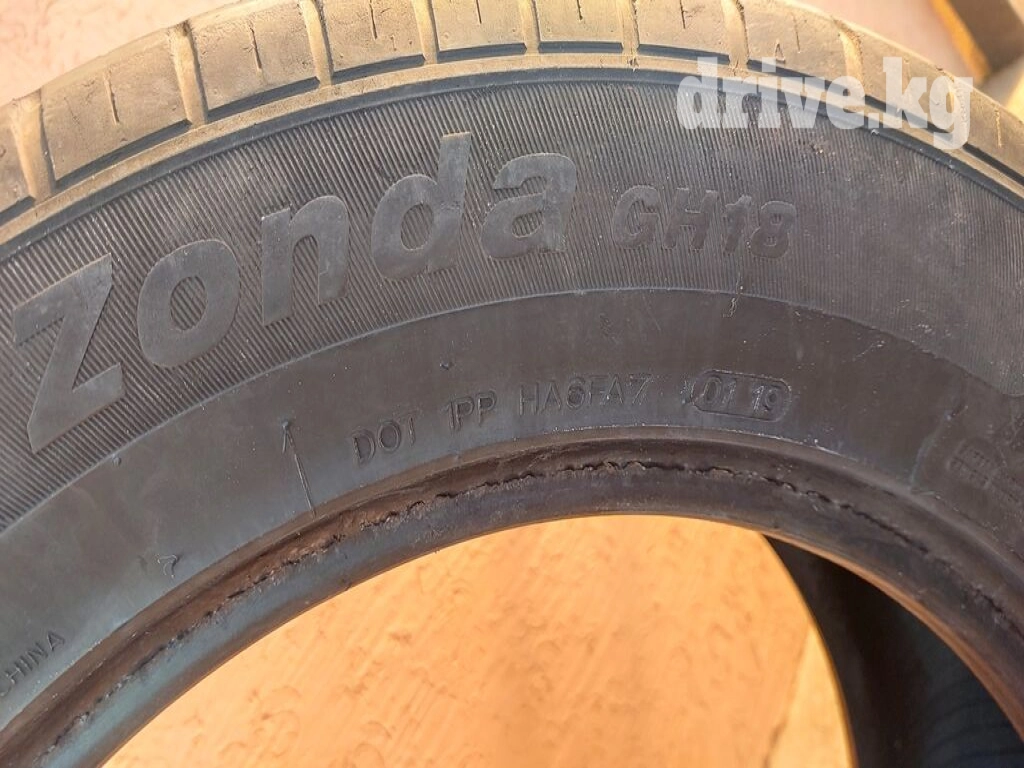 drive.kg
zonda GH18
DOT 1PP HA6FA7 0119
CHINA